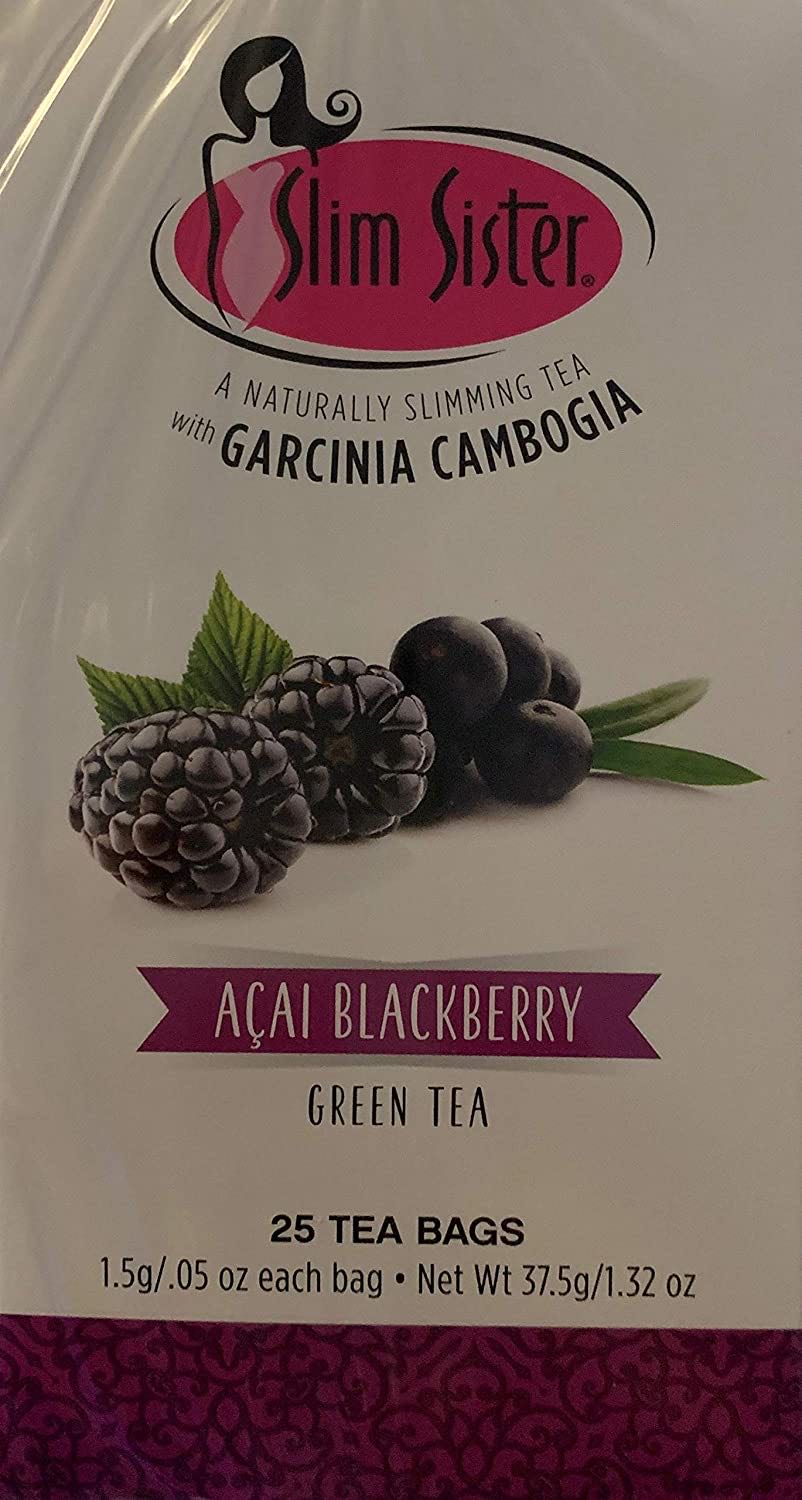 Slim Sister®
A NATURALLY SLIMMING TEA
with GARCINIA CAMBOGIA
AÇAI BLACKBERRY
GREEN TEA
25 TEA BAGS
1.5g/.05 oz each bag • Net Wt 37.5g/1.32 oz